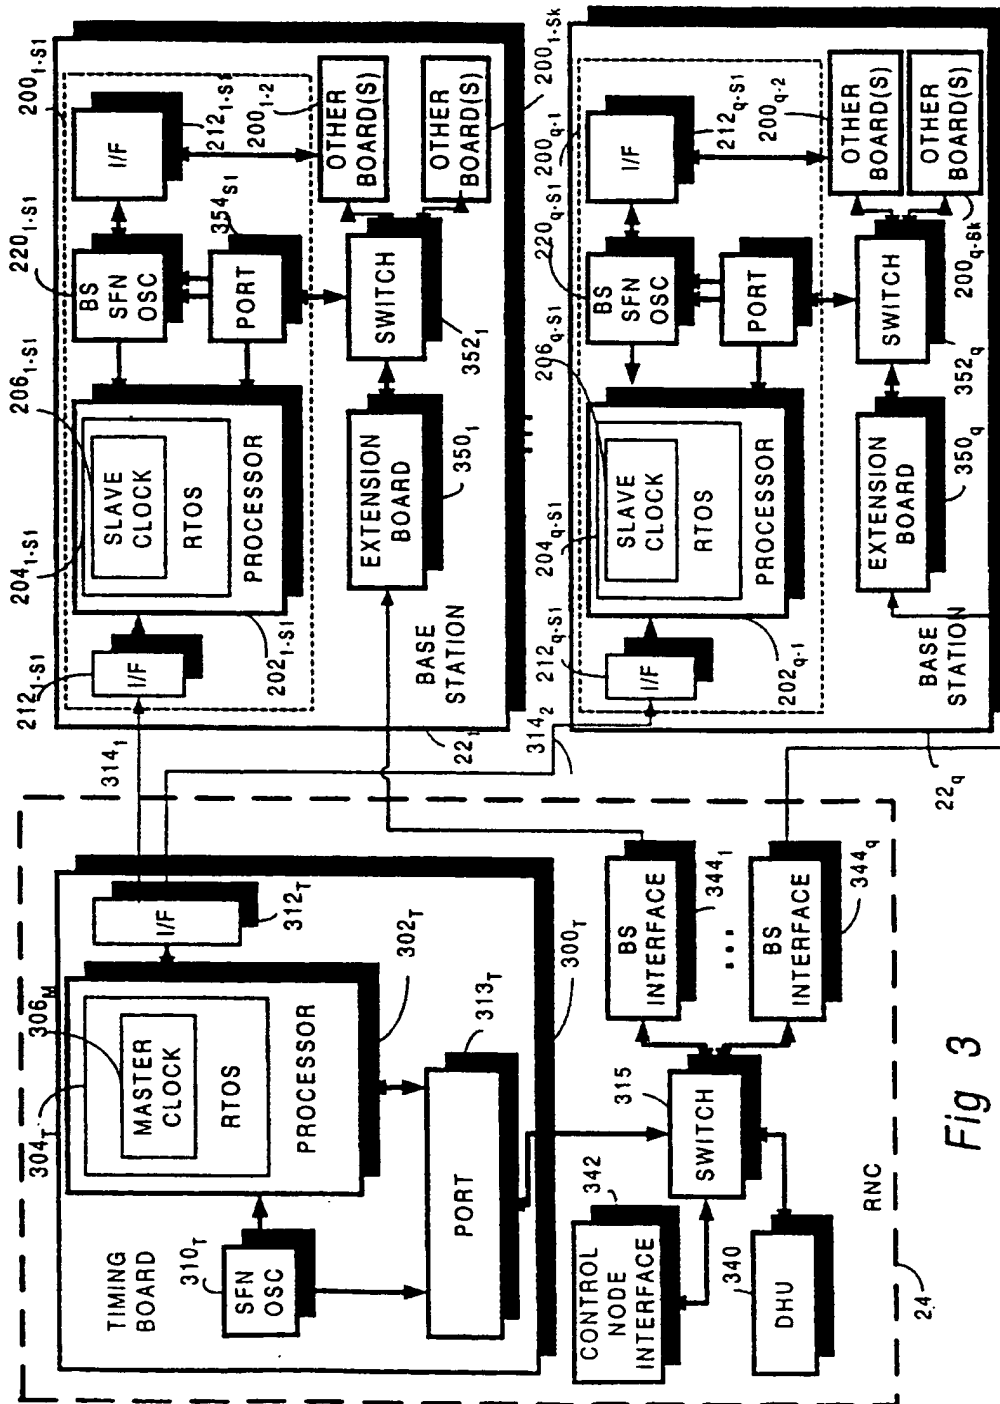 200₁₋S1
220₁₋S1
206₁₋S1
204₁₋S1
212₁₋S1
I/F
SLAVE
CLOCK
RTOS
PROCESSOR
202₁₋S1
BS
SFN
OSC
PORT
354S1
I/F
212₁₋S1
200₁₋₂
OTHER
BOARD(S)
OTHER
BOARD(S)
200₁₋Sk
SWITCH
352₁
EXTENSION
BOARD
350₁
BASE
STATION
22₁
314₁
314₂
...
200q-1
220q-S1
206q-S1
204q-S1
212q-S1
I/F
SLAVE
CLOCK
RTOS
PROCESSOR
202q-1
BS
SFN
OSC
PORT
I/F
212q-S1
200q-2
OTHER
BOARD(S)
OTHER
BOARD(S)
200q-Sk
SWITCH
352q
EXTENSION
BOARD
350q
BASE
STATION
22q
TIMING
BOARD
304T
306M
MASTER
CLOCK
RTOS
PROCESSOR
302T
I/F
312T
310T
SFN
OSC
PORT
313T
300T
315
SWITCH
342
CONTROL
NODE
INTERFACE
340
DHU
BS
INTERFACE
344₁
...
BS
INTERFACE
344q
RNC
24
Fig 3